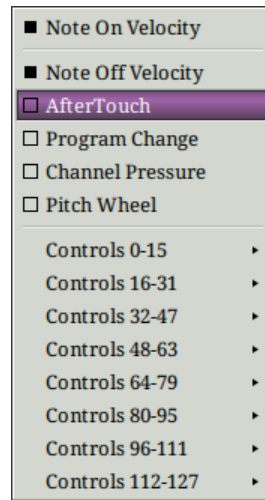 Note On Velocity
Note Off Velocity
AfterTouch
Program Change
Channel Pressure
Pitch Wheel
Controls 0-15
Controls 16-31
Controls 32-47
Controls 48-63
Controls 64-79
Controls 80-95
Controls 96-111
Controls 112-127